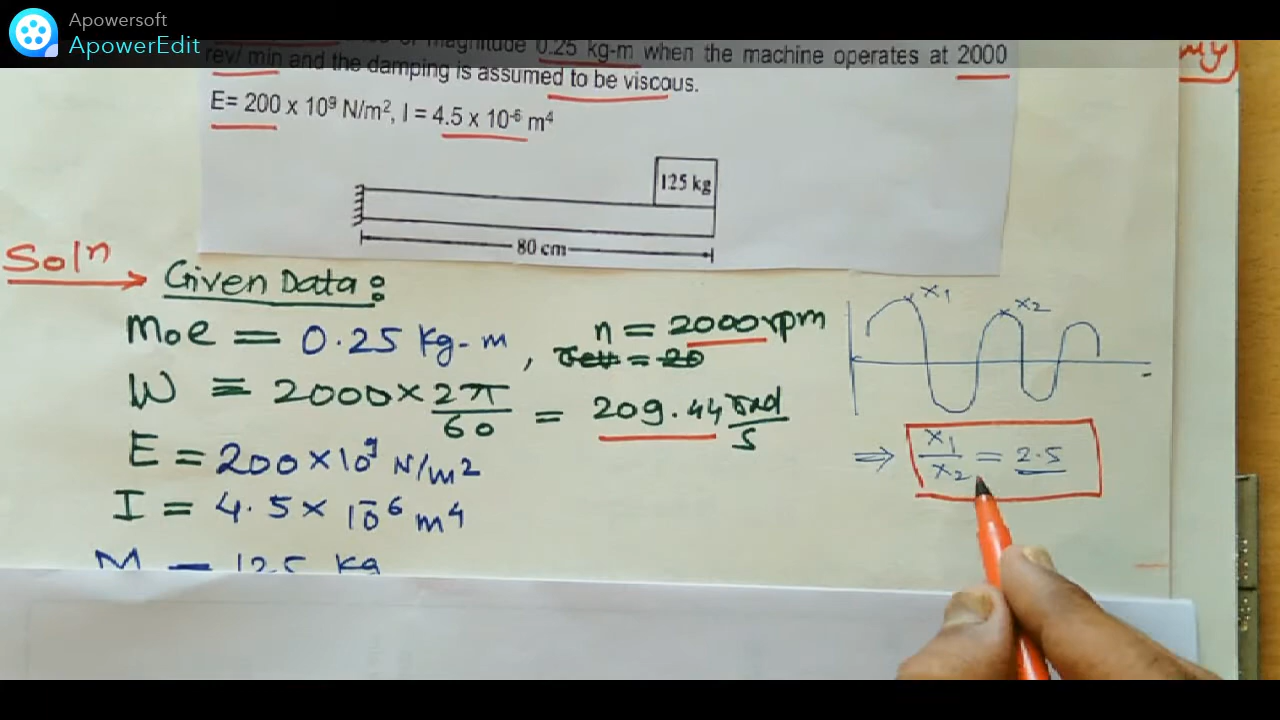 Apowersoft
ApowerEdit
of magnitude 0.25 kg-m when the machine operates at 2000
rev/ min and the damping is assumed to be viscous.
E= 200 x 10⁹ N/m², I = 4.5 x 10⁻⁶ m⁴
125 kg
80 cm
Solⁿ
Given Data:
m₀e = 0.25 kg-m , n = 2000rpm
W = 2000 × 2π/60 = 209.44 rad/s
E = 200 × 10⁹ N/m²
I = 4.5 × 10⁻⁶ m⁴
M = 125 kg
x₁ x₂
⇒ x₁/x₂ = 2.5